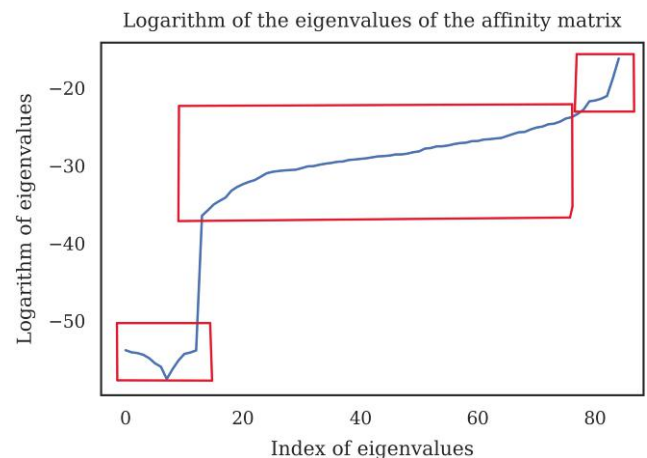 Logarithm of the eigenvalues of the affinity matrix
Logarithm of eigenvalues
−20
−30
−40
−50
0 20 40 60 80
Index of eigenvalues